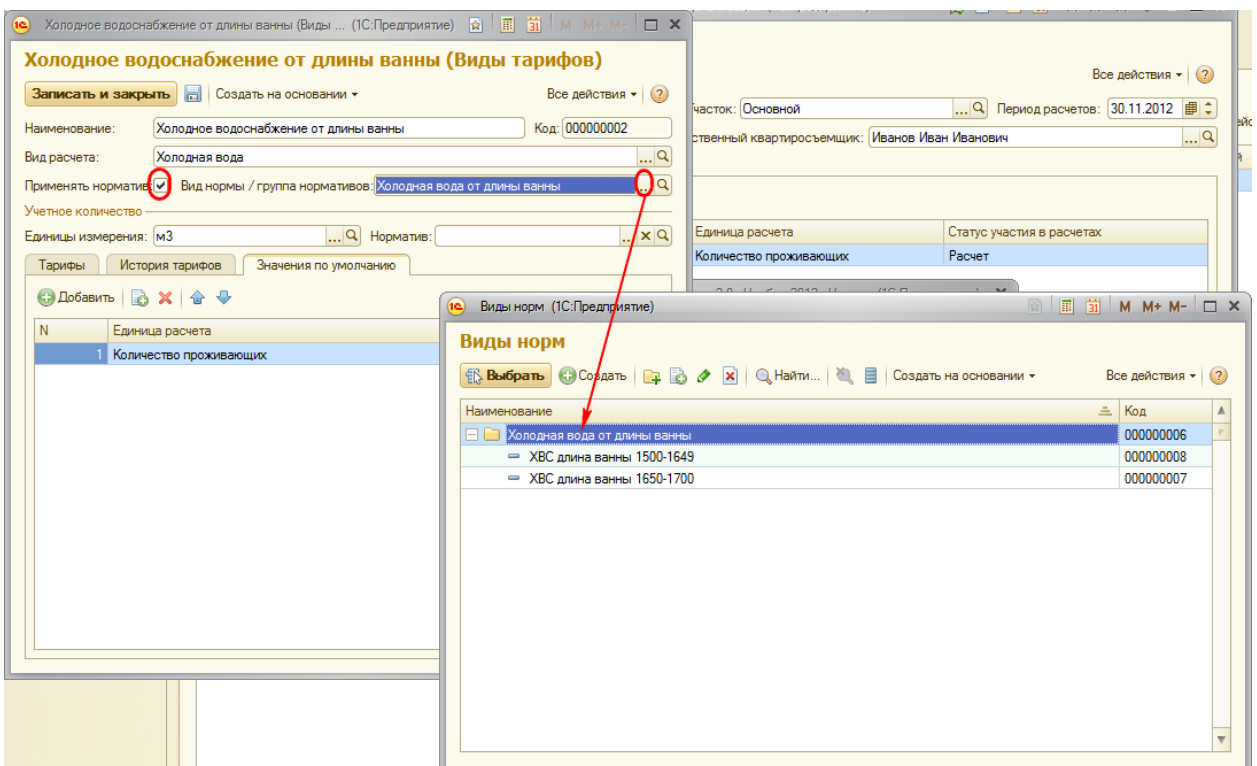 Холодное водоснабжение от длины ванны (Виды ... (1С:Предприятие) M M+ M-
Холодное водоснабжение от длины ванны (Виды тарифов)
Записать и закрыть Создать на основании Все действия ?
Наименование: Холодное водоснабжение от длины ванны Код: 000000002
Вид расчета: Холодная вода ...
Применять норматив: Вид нормы / группа нормативов: Холодная вода от длины ванны ...
Учетное количество
Единицы измерения: м3 ... Норматив: ...
Тарифы История тарифов Значения по умолчанию
Добавить
N Единица расчета
1 Количество проживающих
Все действия ?
Участок: Основной ... Период расчетов: 30.11.2012
ственный квартиросъемщик: Иванов Иван Иванович ...
Единица расчета Статус участия в расчетах
Количество проживающих Расчет
Виды норм (1С:Предприятие) M M+ M-
Виды норм
Выбрать Создать Найти... Создать на основании Все действия ?
Наименование Код
Холодная вода от длины ванны 000000006
ХВС длина ванны 1500-1649 000000008
ХВС длина ванны 1650-1700 000000007